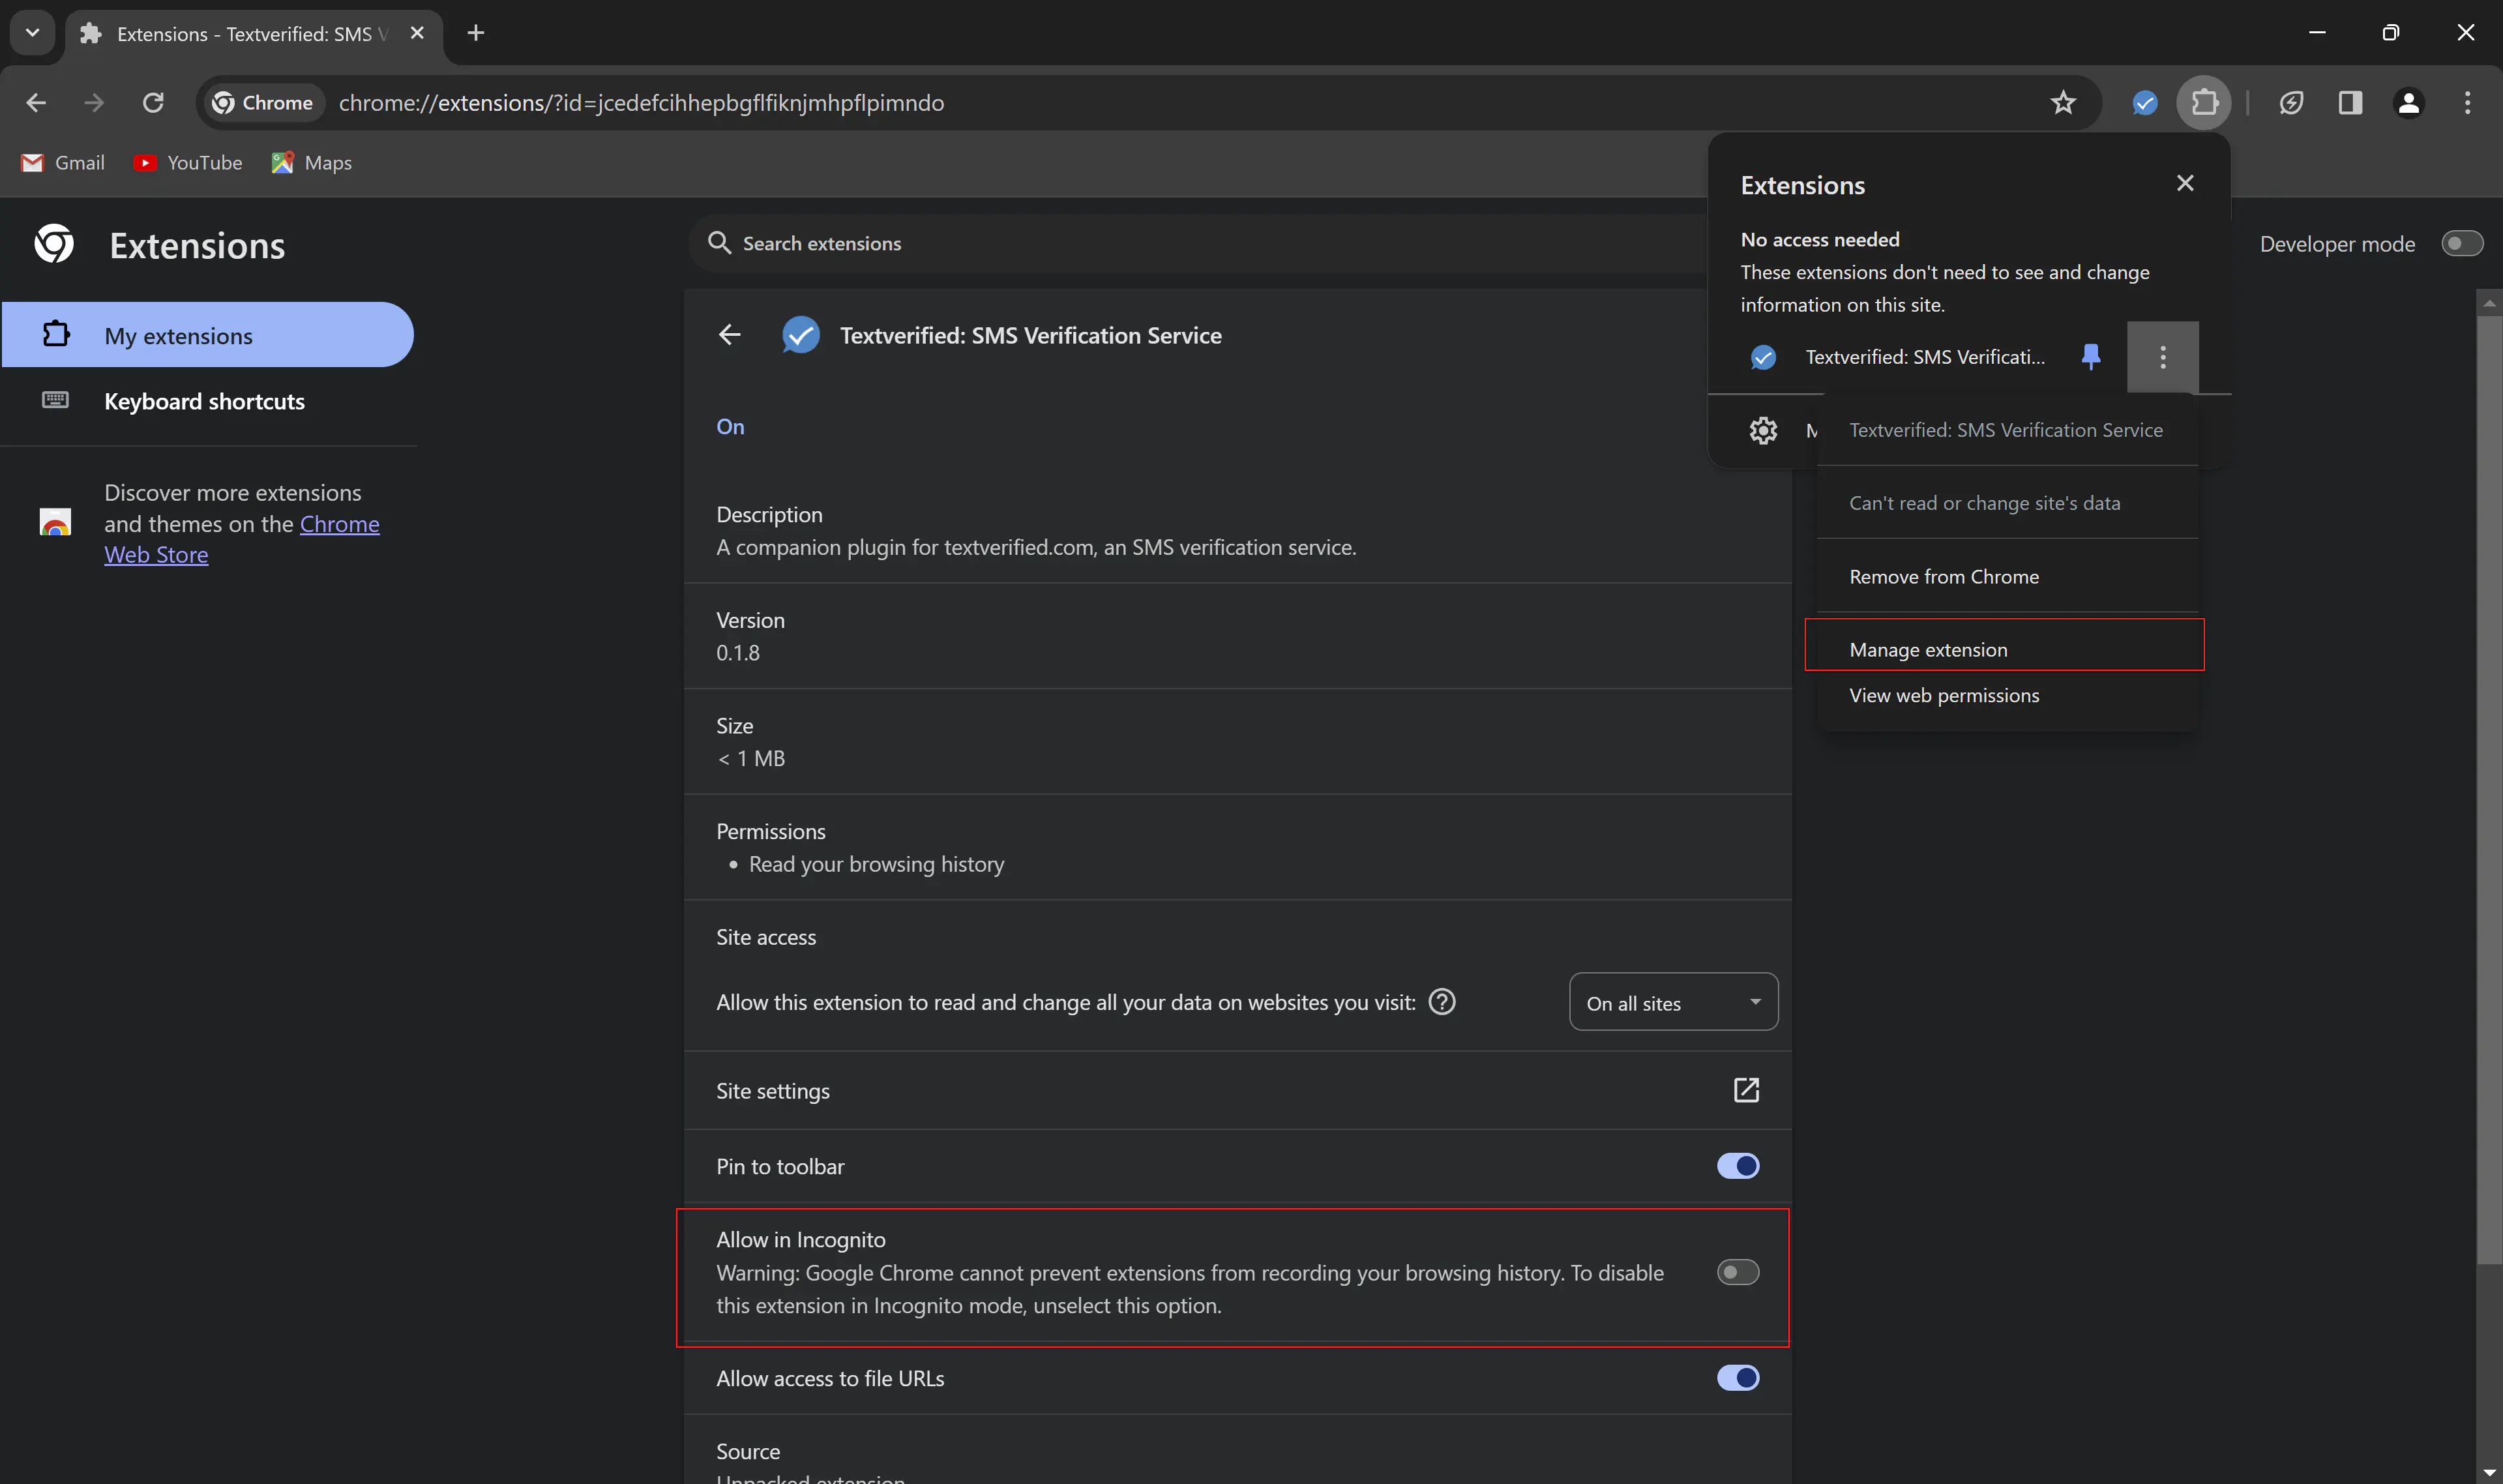 Extensions - Textverified: SMS V
Chrome
chrome://extensions/?id=jcedefcihhepbgflfiknjmhpflpimndo
Gmail
YouTube
Maps
Extensions
My extensions
Keyboard shortcuts
Discover more extensions
and themes on the Chrome
Web Store
Search extensions
Developer mode
Textverified: SMS Verification Service
On
Description
A companion plugin for textverified.com, an SMS verification service.
Version
0.1.8
Size
< 1 MB
Permissions
• Read your browsing history
Site access
Allow this extension to read and change all your data on websites you visit:
On all sites
Site settings
Pin to toolbar
Allow in Incognito
Warning: Google Chrome cannot prevent extensions from recording your browsing history. To disable
this extension in Incognito mode, unselect this option.
Allow access to file URLs
Source
Unpacked extension
Extensions
No access needed
These extensions don't need to see and change
information on this site.
Textverified: SMS Verificati...
M
Textverified: SMS Verification Service
Can't read or change site's data
Remove from Chrome
Manage extension
View web permissions